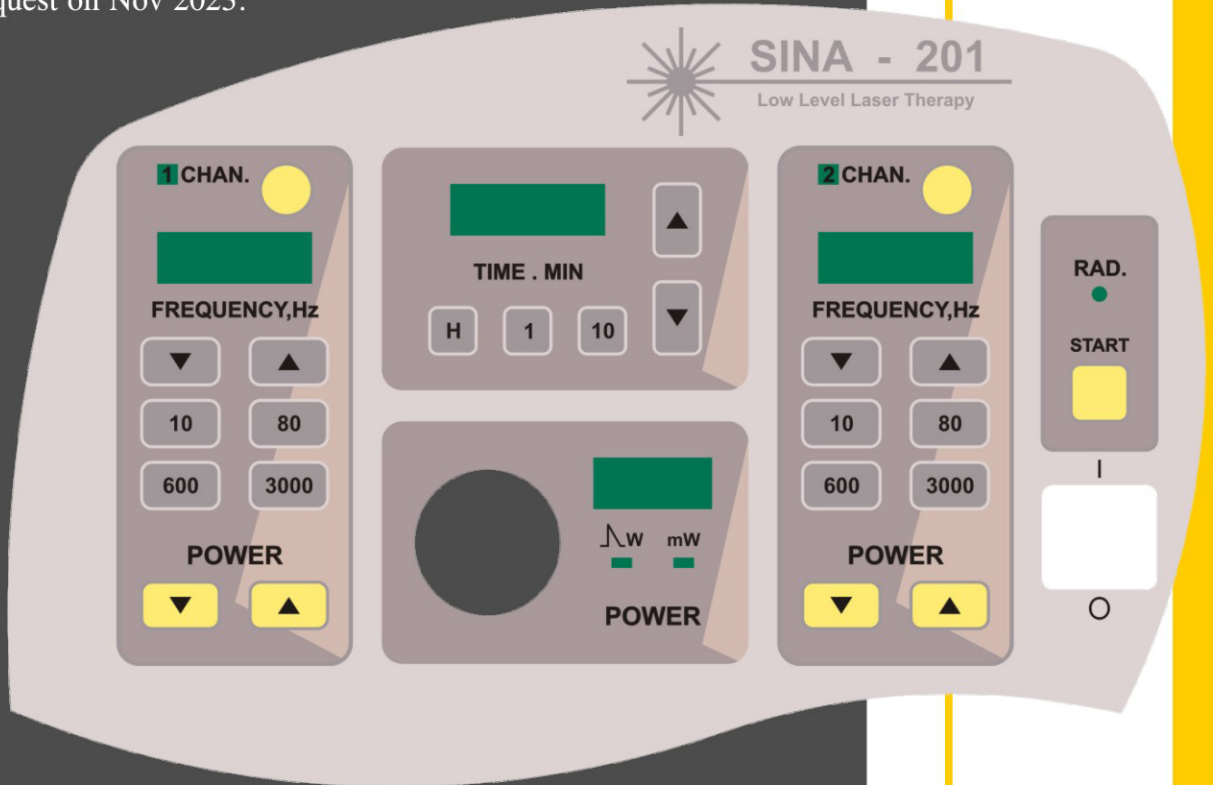 quest on Nov 2023.
SINA - 201
Low Level Laser Therapy
1 CHAN.
FREQUENCY,Hz
10 80
600 3000
POWER
TIME . MIN
H 1 10
W mW
POWER
2 CHAN.
FREQUENCY,Hz
10 80
600 3000
POWER
RAD.
START
I
O